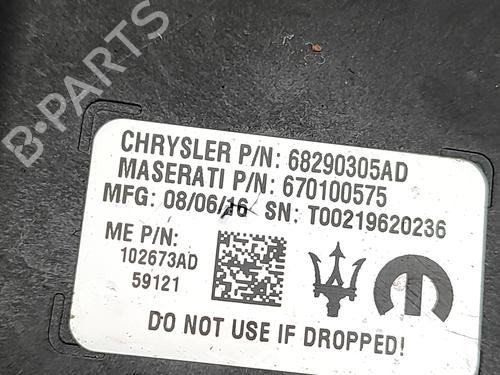 B-PARTS
CHRYSLER P/N: 68290305AD
MASERATI P/N: 670100575
MFG: 08/06/16 SN: T00219620236
ME P/N:
102673AD
59121
DO NOT USE IF DROPPED!